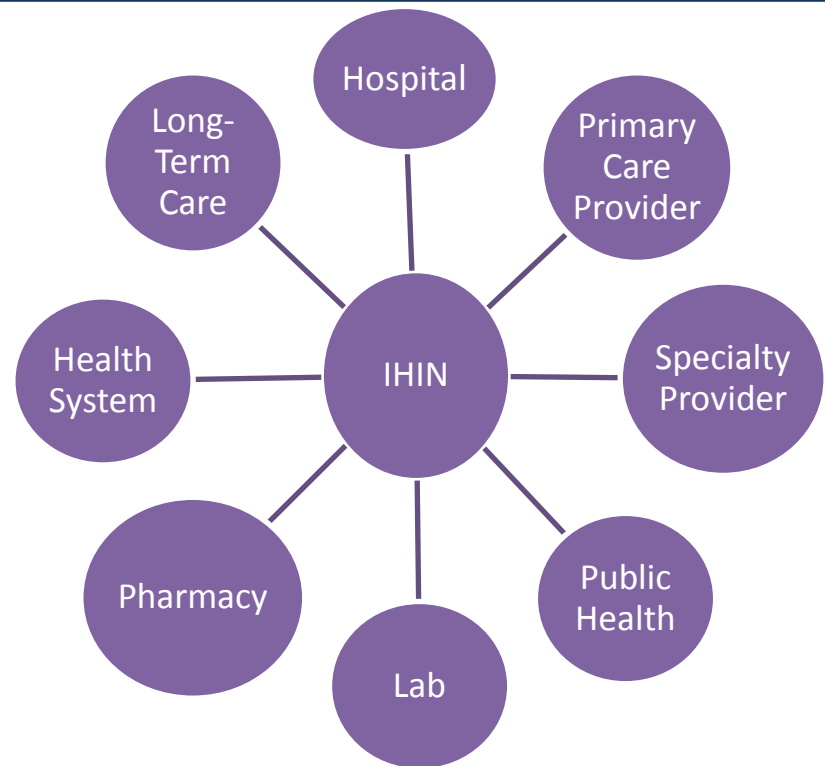 Hospital
Long-
Term
Care
Primary
Care
Provider
Health
System
IHIN
Specialty
Provider
Pharmacy
Public
Health
Lab